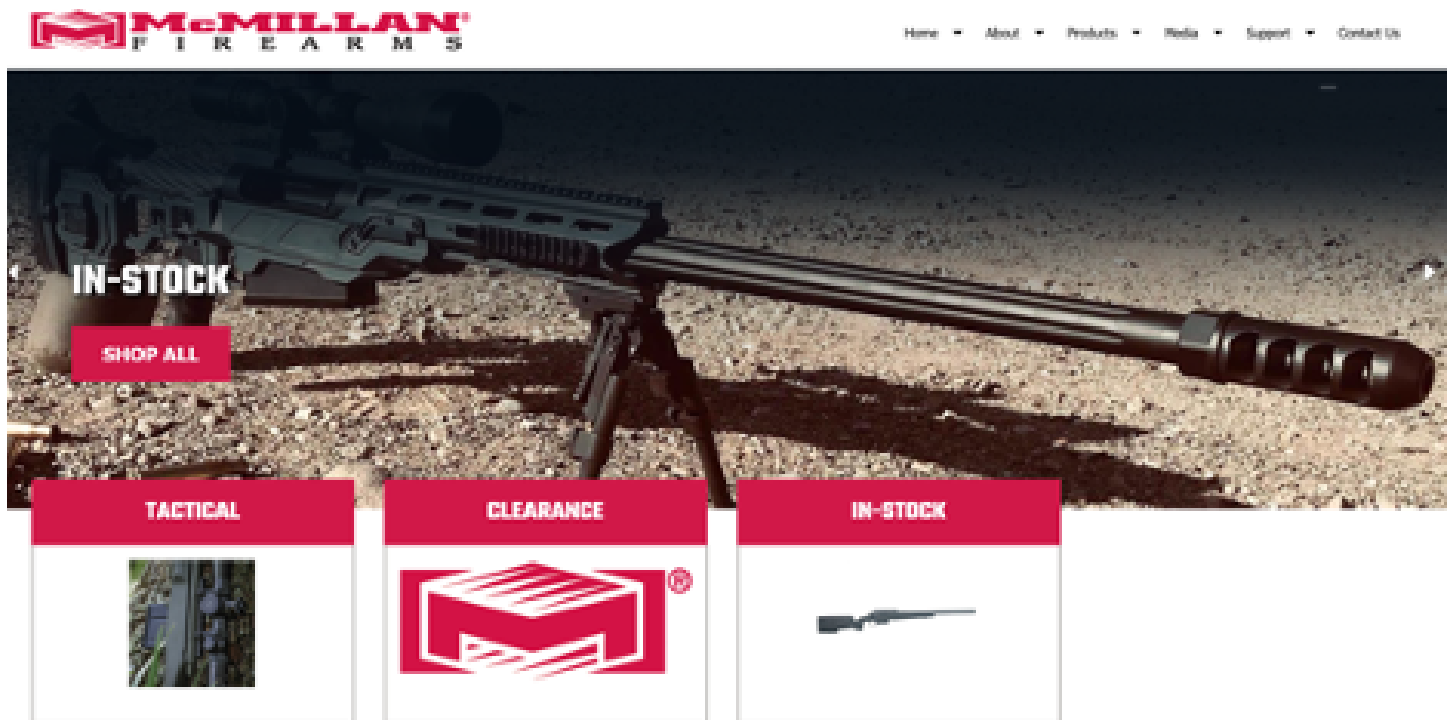 McMILLAN®
FIREARMS
Home About Products Media Support Contact Us
IN-STOCK
SHOP ALL
TACTICAL
CLEARANCE
IN-STOCK
®